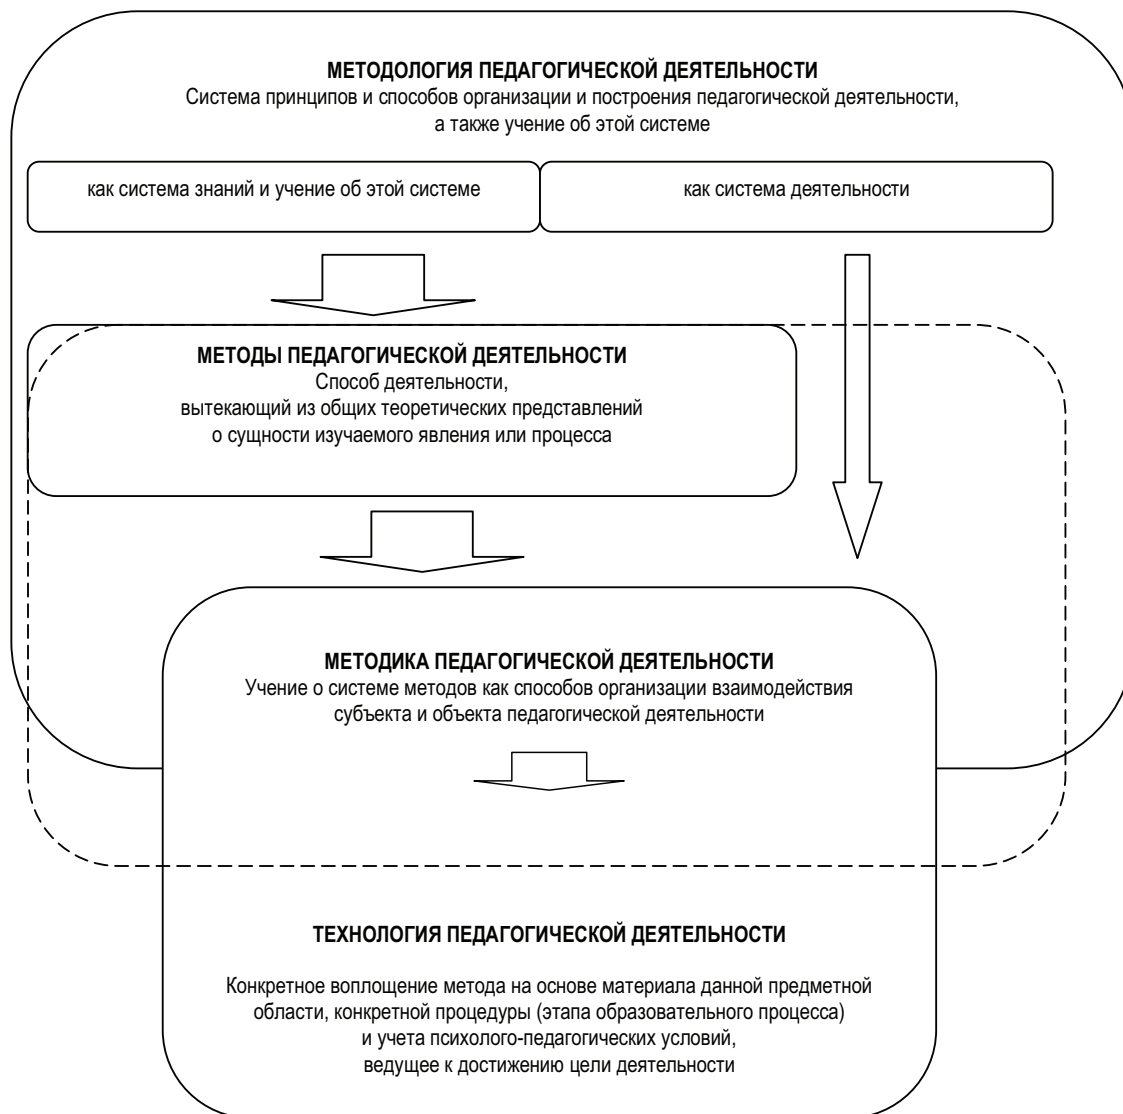 МЕТОДОЛОГИЯ ПЕДАГОГИЧЕСКОЙ ДЕЯТЕЛЬНОСТИ
Система принципов и способов организации и построения педагогической деятельности,
а также учение об этой системе
как система знаний и учение об этой системе
как система деятельности
МЕТОДЫ ПЕДАГОГИЧЕСКОЙ ДЕЯТЕЛЬНОСТИ
Способ деятельности,
вытекающий из общих теоретических представлений
о сущности изучаемого явления или процесса
МЕТОДИКА ПЕДАГОГИЧЕСКОЙ ДЕЯТЕЛЬНОСТИ
Учение о системе методов как способов организации взаимодействия
субъекта и объекта педагогической деятельности
ТЕХНОЛОГИЯ ПЕДАГОГИЧЕСКОЙ ДЕЯТЕЛЬНОСТИ
Конкретное воплощение метода на основе материала данной предметной
области, конкретной процедуры (этапа образовательного процесса)
и учета психолого-педагогических условий,
ведущее к достижению цели деятельности